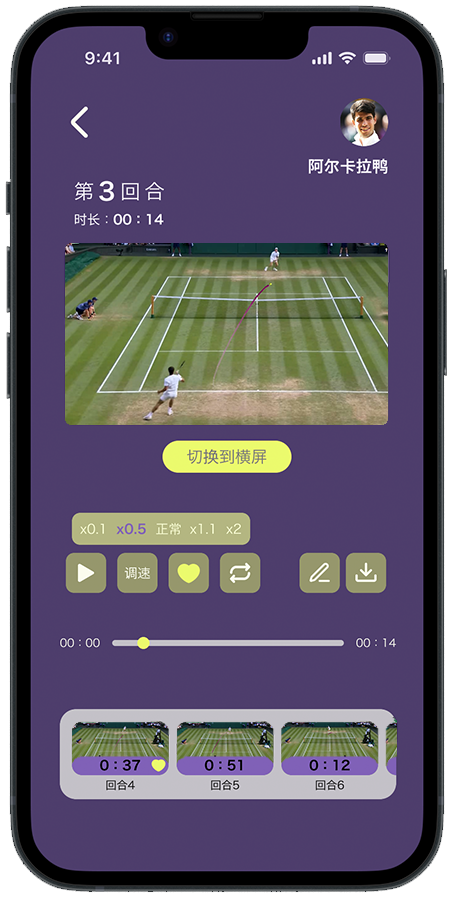 9:41
阿尔卡拉鸭
第3回合
时长：00：14
切换到横屏
x0.1 x0.5 正常 x1.1 x2
调速
00：00 00：14
0：37 0：51 0：12
回合4 回合5 回合6